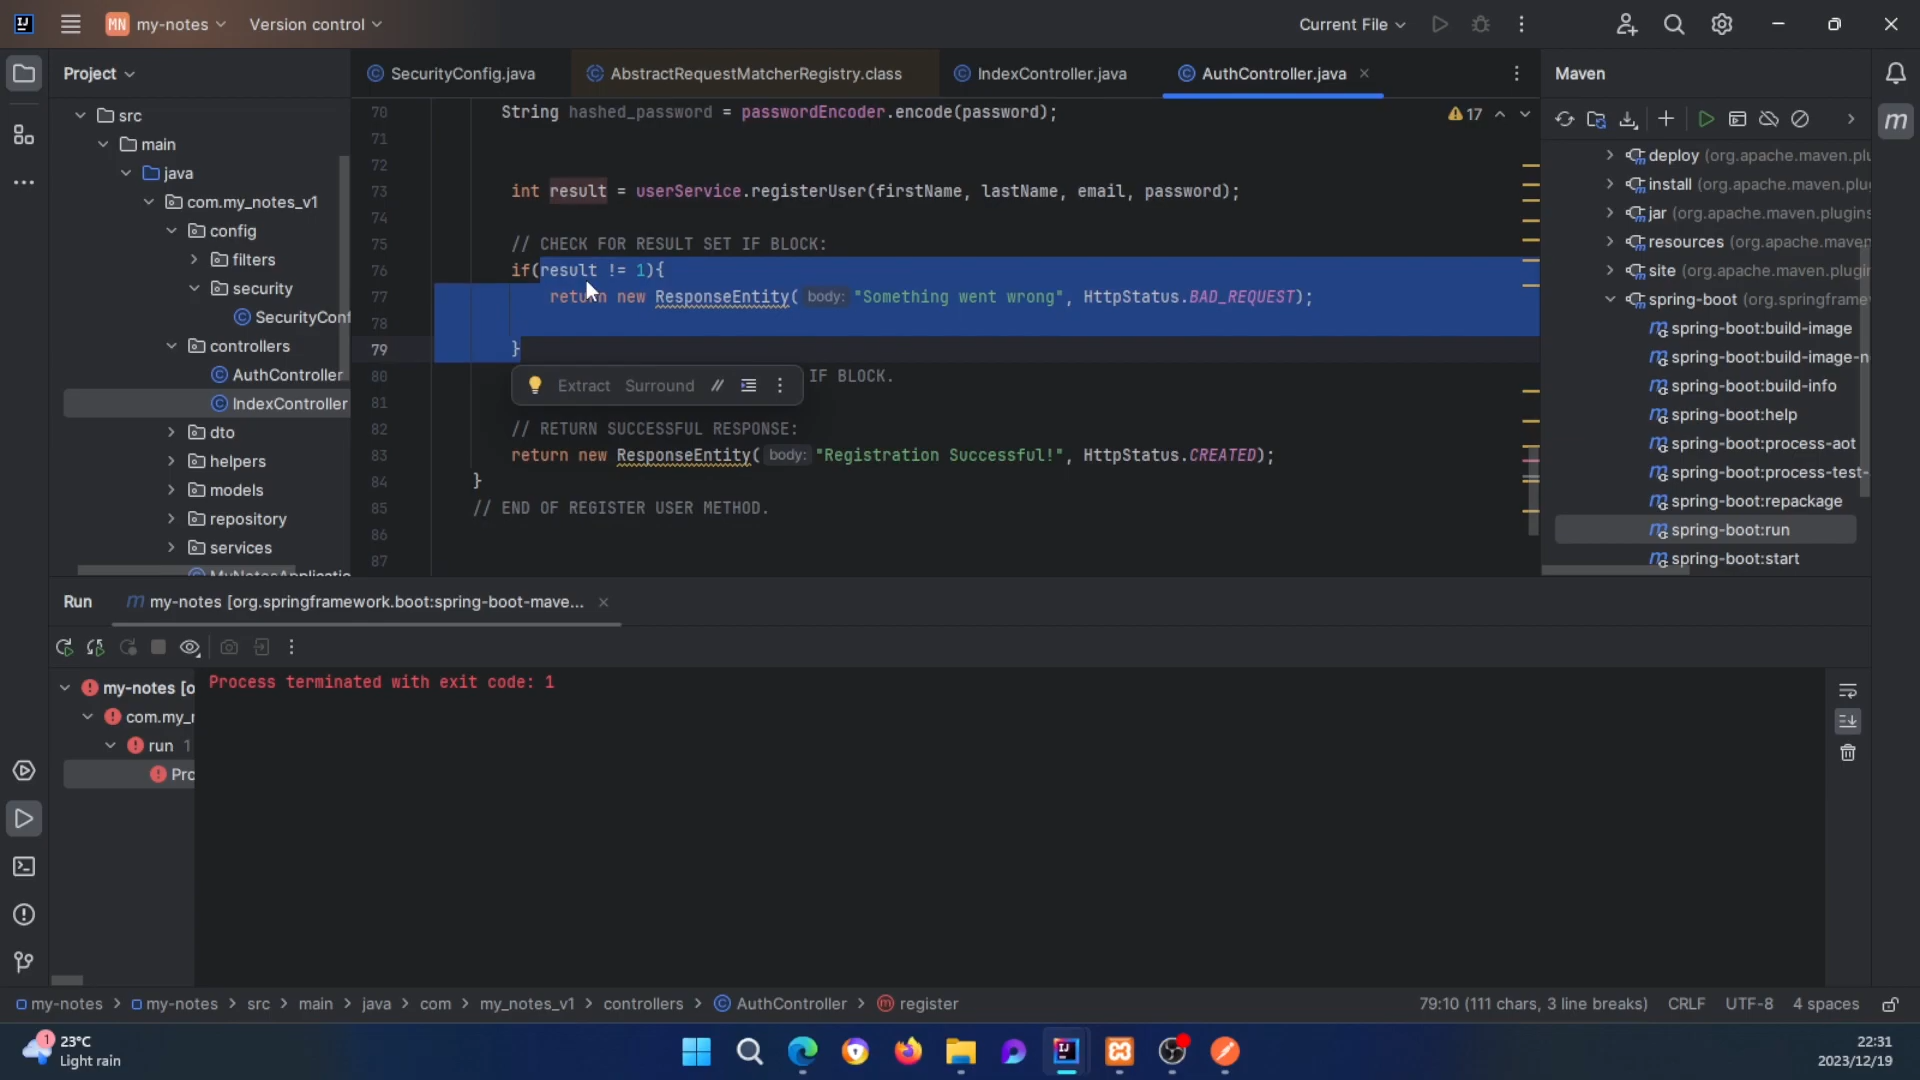 MN my-notes Version control Current File
Project SecurityConfig.java AbstractRequestMatcherRegistry.class IndexController.java AuthController.java Maven
src
main
java
com.my_notes_v1
config
filters
security
SecurityConf
controllers
AuthController
IndexController
dto
helpers
models
repository
services
MyNotesApplicatio
70 String hashed_password = passwordEncoder.encode(password); 17
71
72
73 int result = userService.registerUser(firstName, lastName, email, password);
74
75 // CHECK FOR RESULT SET IF BLOCK:
76 if(result != 1){
77 return new ResponseEntity( body: "Something went wrong", HttpStatus.BAD_REQUEST);
78
79 }
80 IF BLOCK.
Extract Surround
81
82 // RETURN SUCCESSFUL RESPONSE:
83 return new ResponseEntity( body: "Registration Successful!", HttpStatus.CREATED);
84 }
85 // END OF REGISTER USER METHOD.
86
87
deploy (org.apache.maven.plu
install (org.apache.maven.plug
jar (org.apache.maven.plugins
resources (org.apache.maven
site (org.apache.maven.plugin
spring-boot (org.springframe
spring-boot:build-image
spring-boot:build-image-n
spring-boot:build-info
spring-boot:help
spring-boot:process-aot
spring-boot:process-test-
spring-boot:repackage
spring-boot:run
spring-boot:start
Run my-notes [org.springframework.boot:spring-boot-mave...
my-notes [o
com.my_r
run 1
Pro
Process terminated with exit code: 1
my-notes > my-notes > src > main > java > com > my_notes_v1 > controllers > AuthController > register 79:10 (111 chars, 3 line breaks) CRLF UTF-8 4 spaces
1 23°C
Light rain
22:31
2023/12/19